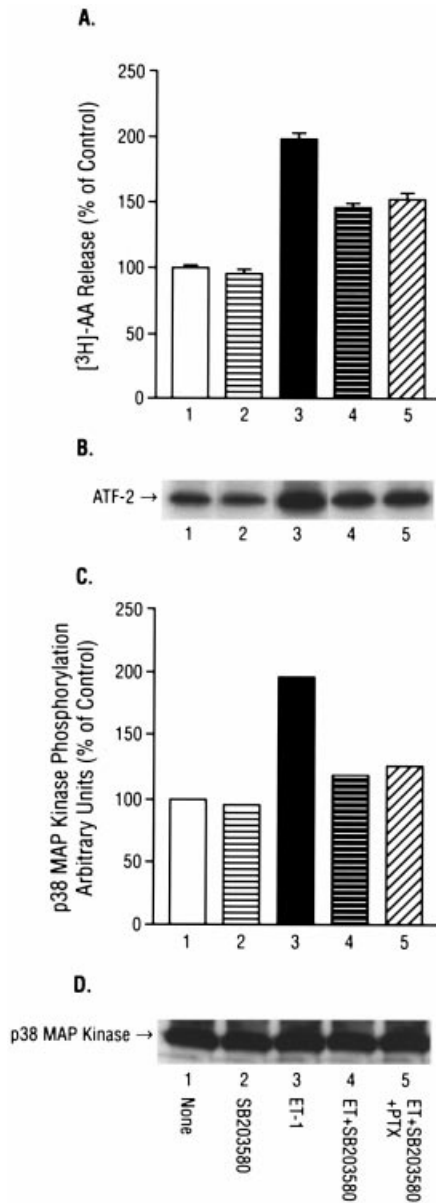 A.
[³H]-AA Release (% of Control)
250
200
150
100
50
0
1 2 3 4 5
B.
ATF-2 →
1 2 3 4 5
C.
p38 MAP Kinase Phosphorylation
Arbitrary Units (% of Control)
250
200
150
100
50
0
1 2 3 4 5
D.
p38 MAP Kinase →
1 2 3 4 5
None
SB203580
ET-1
ET+SB203580
ET+SB203580
+PTX